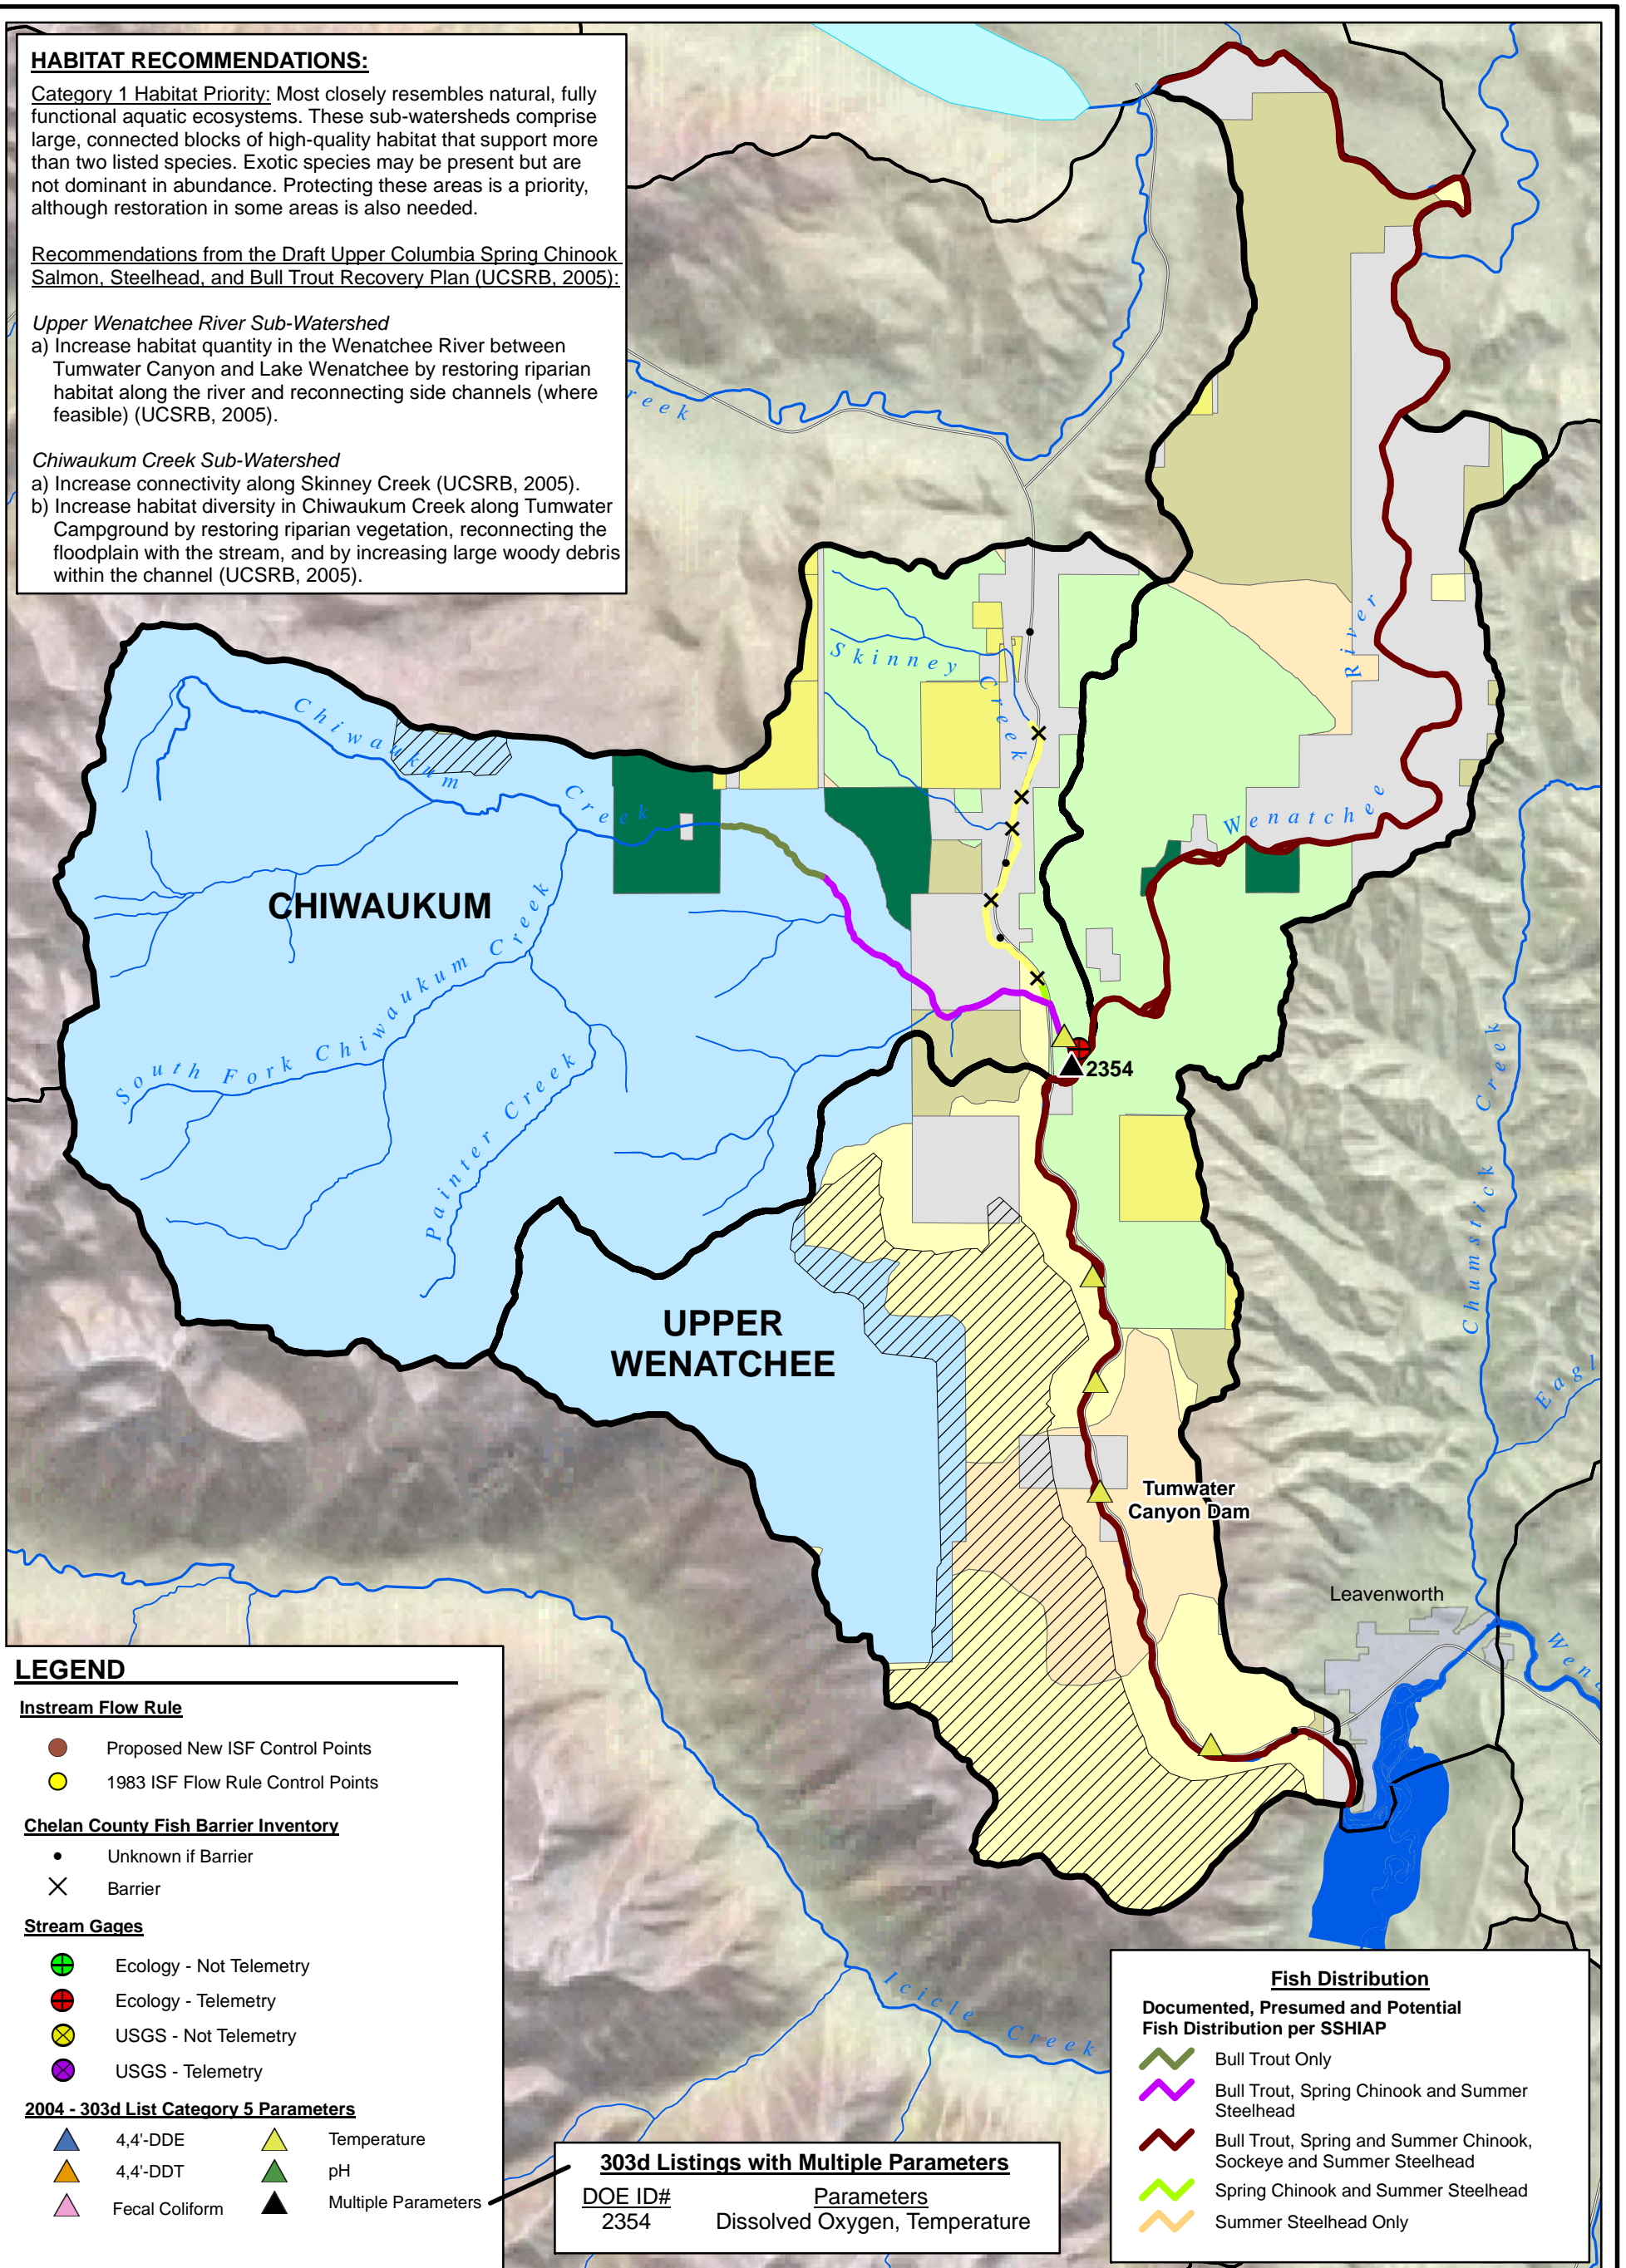 HABITAT RECOMMENDATIONS:
Category 1 Habitat Priority: Most closely resembles natural, fully
functional aquatic ecosystems. These sub-watersheds comprise
large, connected blocks of high-quality habitat that support more
than two listed species. Exotic species may be present but are
not dominant in abundance. Protecting these areas is a priority,
although restoration in some areas is also needed.
Recommendations from the Draft Upper Columbia Spring Chinook
Salmon, Steelhead, and Bull Trout Recovery Plan (UCSRB, 2005):
Upper Wenatchee River Sub-Watershed
a) Increase habitat quantity in the Wenatchee River between
Tumwater Canyon and Lake Wenatchee by restoring riparian
habitat along the river and reconnecting side channels (where
feasible) (UCSRB, 2005).
Chiwaukum Creek Sub-Watershed
a) Increase connectivity along Skinney Creek (UCSRB, 2005).
b) Increase habitat diversity in Chiwaukum Creek along Tumwater
Campground by restoring riparian vegetation, reconnecting the
floodplain with the stream, and by increasing large woody debris
within the channel (UCSRB, 2005).
reek
Skinney Creek
River
Wenatchee
Chiwaukum Creek
CHIWAUKUM
South Fork Chiwaukum Creek
Painter Creek
2354
Chumstick Creek
Eagl
UPPER
WENATCHEE
Tumwater
Canyon Dam
Leavenworth
Wen
Icicle Creek
LEGEND
Instream Flow Rule
Proposed New ISF Control Points
1983 ISF Flow Rule Control Points
Chelan County Fish Barrier Inventory
Unknown if Barrier
Barrier
Stream Gages
Ecology - Not Telemetry
Ecology - Telemetry
USGS - Not Telemetry
USGS - Telemetry
2004 - 303d List Category 5 Parameters
4,4'-DDE
Temperature
4,4'-DDT
pH
Fecal Coliform
Multiple Parameters
303d Listings with Multiple Parameters
DOE ID# Parameters
2354 Dissolved Oxygen, Temperature
Fish Distribution
Documented, Presumed and Potential
Fish Distribution per SSHIAP
Bull Trout Only
Bull Trout, Spring Chinook and Summer
Steelhead
Bull Trout, Spring and Summer Chinook,
Sockeye and Summer Steelhead
Spring Chinook and Summer Steelhead
Summer Steelhead Only